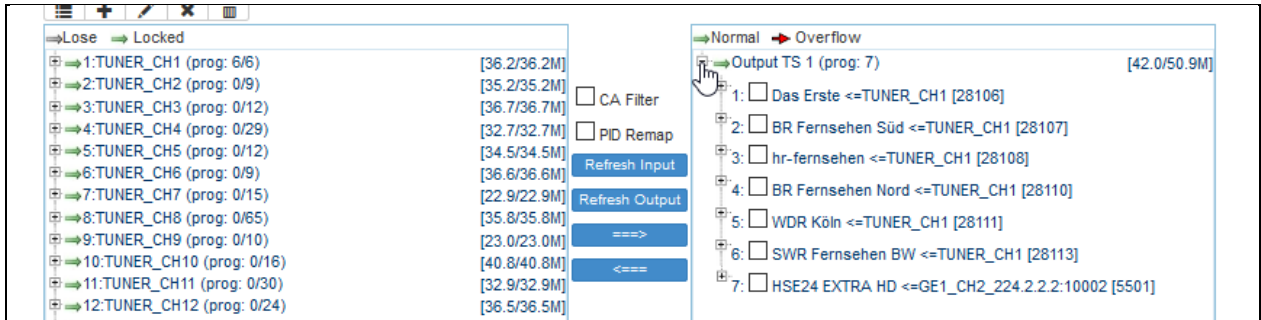 Lose Locked
1:TUNER_CH1 (prog: 6/6) [36.2/36.2M]
2:TUNER_CH2 (prog: 0/9) [35.2/35.2M]
3:TUNER_CH3 (prog: 0/12) [36.7/36.7M]
4:TUNER_CH4 (prog: 0/29) [32.7/32.7M]
5:TUNER_CH5 (prog: 0/12) [34.5/34.5M]
6:TUNER_CH6 (prog: 0/9) [36.6/36.6M]
7:TUNER_CH7 (prog: 0/15) [22.9/22.9M]
8:TUNER_CH8 (prog: 0/65) [35.8/35.8M]
9:TUNER_CH9 (prog: 0/10) [23.0/23.0M]
10:TUNER_CH10 (prog: 0/16) [40.8/40.8M]
11:TUNER_CH11 (prog: 0/30) [32.9/32.9M]
12:TUNER_CH12 (prog: 0/24) [36.5/36.5M]
CA Filter
PID Remap
Refresh Input
Refresh Output
===>
<===
Normal Overflow
Output TS 1 (prog: 7) [42.0/50.9M]
1: Das Erste <=TUNER_CH1 [28106]
2: BR Fernsehen Süd <=TUNER_CH1 [28107]
3: hr-fernsehen <=TUNER_CH1 [28108]
4: BR Fernsehen Nord <=TUNER_CH1 [28110]
5: WDR Köln <=TUNER_CH1 [28111]
6: SWR Fernsehen BW <=TUNER_CH1 [28113]
7: HSE24 EXTRA HD <=GE1_CH2_224.2.2.2:10002 [5501]